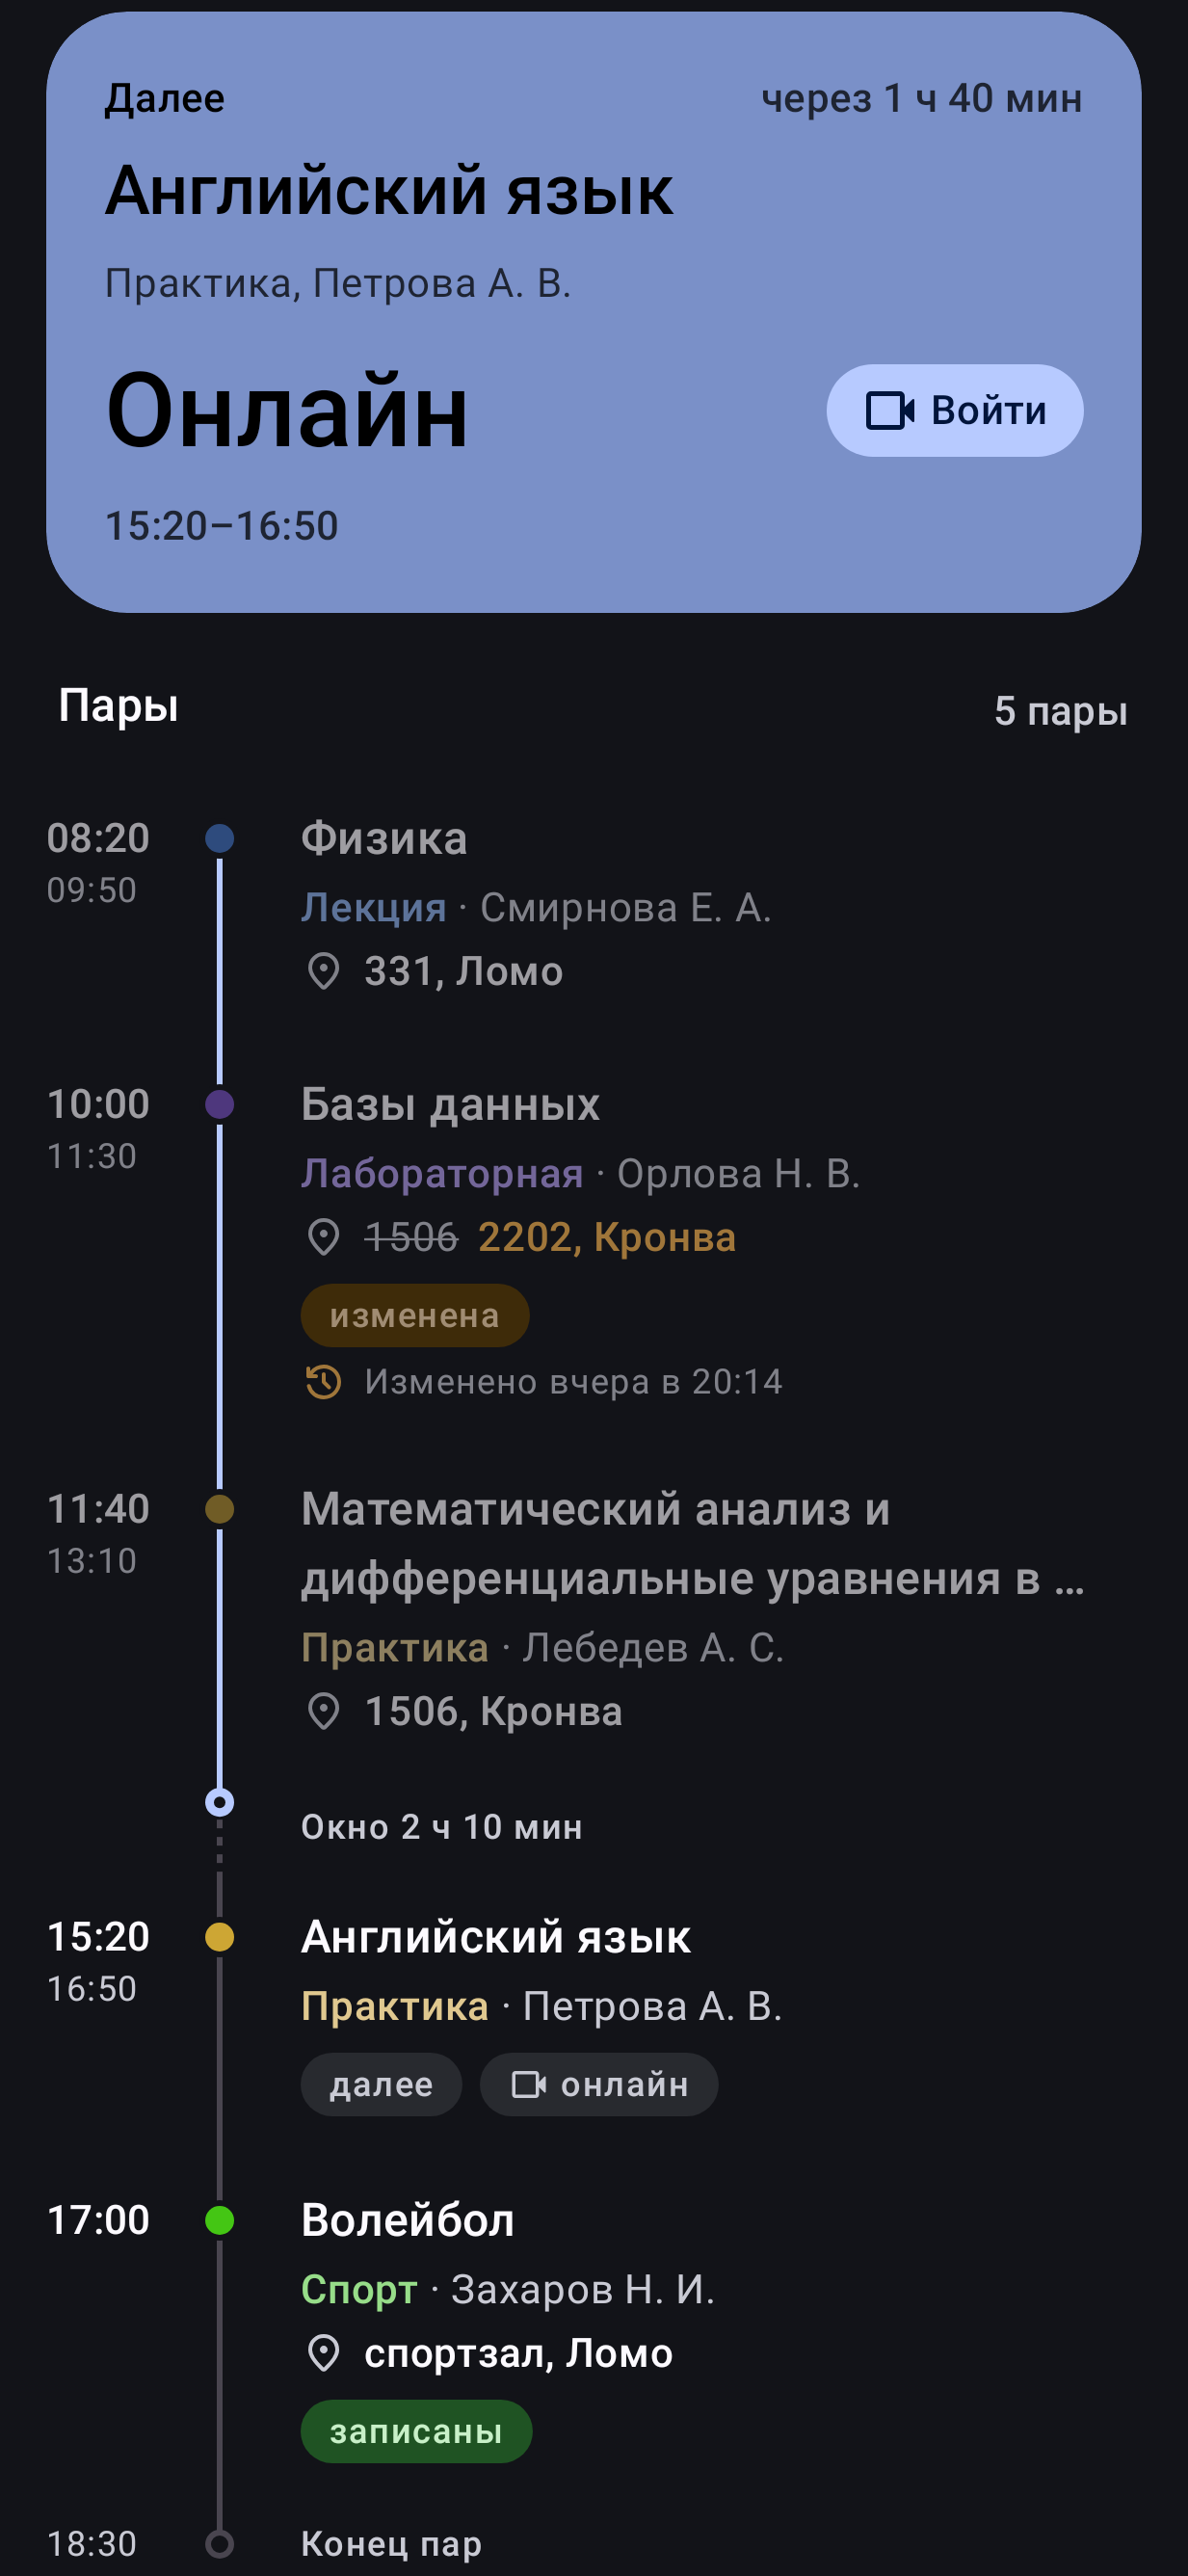 Далее
через 1 ч 40 мин
Английский язык
Практика, Петрова А. В.
Онлайн
Войти
15:20–16:50
Пары
5 пары
08:20
Физика
09:50
Лекция · Смирнова Е. А.
331, Ломо
10:00
Базы данных
11:30
Лабораторная · Орлова Н. В.
1506 2202, Кронва
изменена
Изменено вчера в 20:14
11:40
Математический анализ и
13:10
дифференциальные уравнения в ...
Практика · Лебедев А. С.
1506, Кронва
Окно 2 ч 10 мин
15:20
Английский язык
16:50
Практика · Петрова А. В.
далее
онлайн
17:00
Волейбол
Спорт · Захаров Н. И.
спортзал, Ломо
записаны
18:30
Конец пар